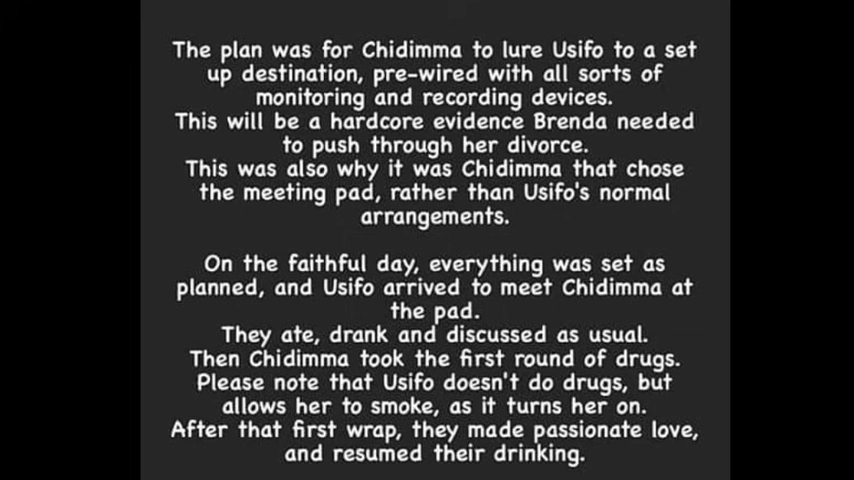 The plan was for Chidimma to lure Usifo to a set
up destination, pre-wired with all sorts of
monitoring and recording devices.
This will be a hardcore evidence Brenda needed
to push through her divorce.
This was also why it was Chidimma that chose
the meeting pad, rather than Usifo's normal
arrangements.
On the faithful day, everything was set as
planned, and Usifo arrived to meet Chidimma at
the pad.
They ate, drank and discussed as usual.
Then Chidimma took the first round of drugs.
Please note that Usifo doesn't do drugs, but
allows her to smoke, as it turns her on.
After that first wrap, they made passionate love,
and resumed their drinking.